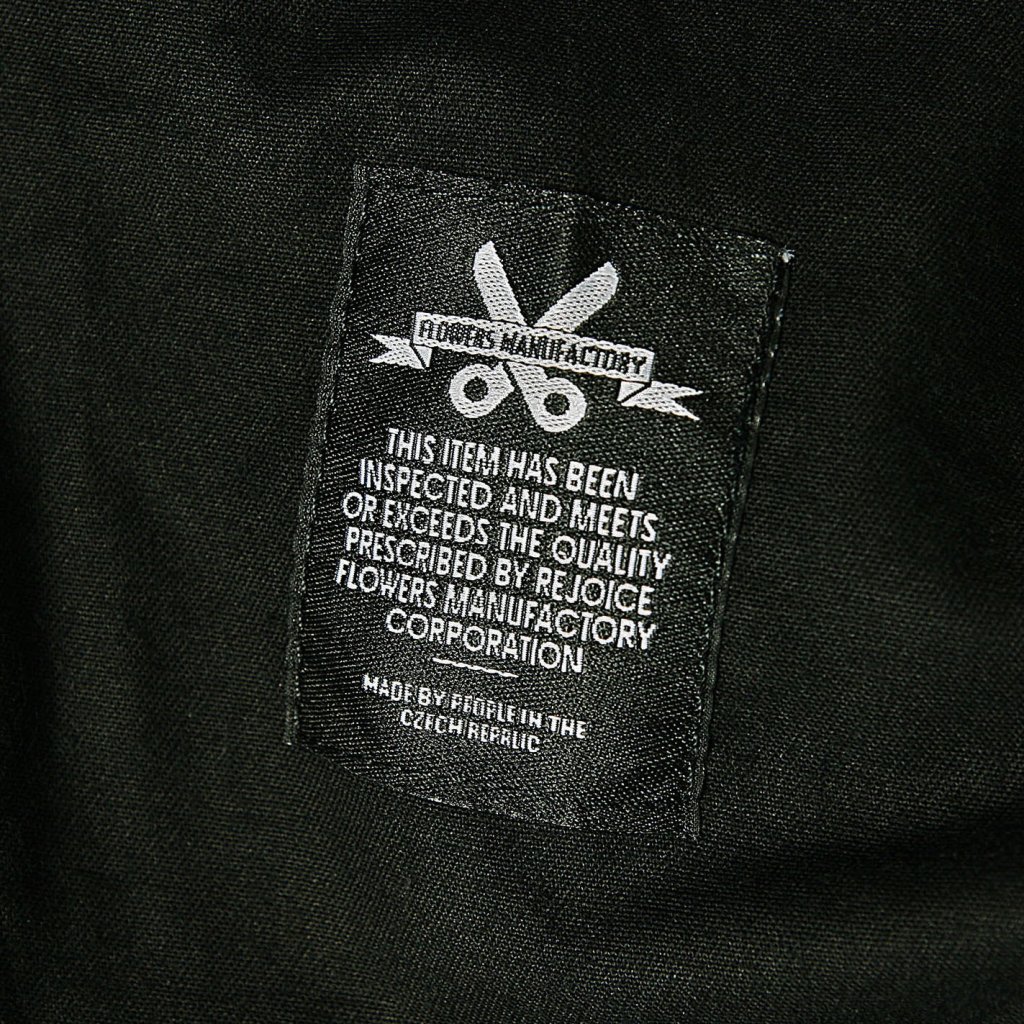 FLOWERS MANUFACTORY
THIS ITEM HAS BEEN
INSPECTED AND MEETS
OR EXCEEDS THE QUALITY
PRESCRIBED BY REJOICE
FLOWERS MANUFACTORY
CORPORATION
MADE BY PEOPLE IN THE
CZECH REPBLIC